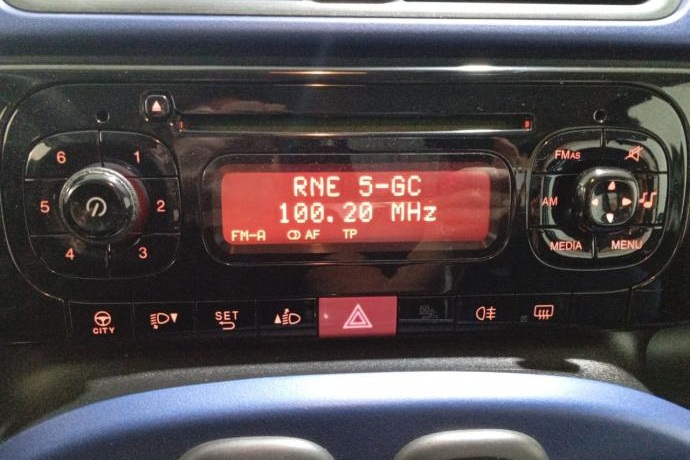 6 1
5 2
4 3
RNE 5-GC
100.20 MHz
FM-A AF TP
FMAS
AM
MEDIA MENU
CITY
SET